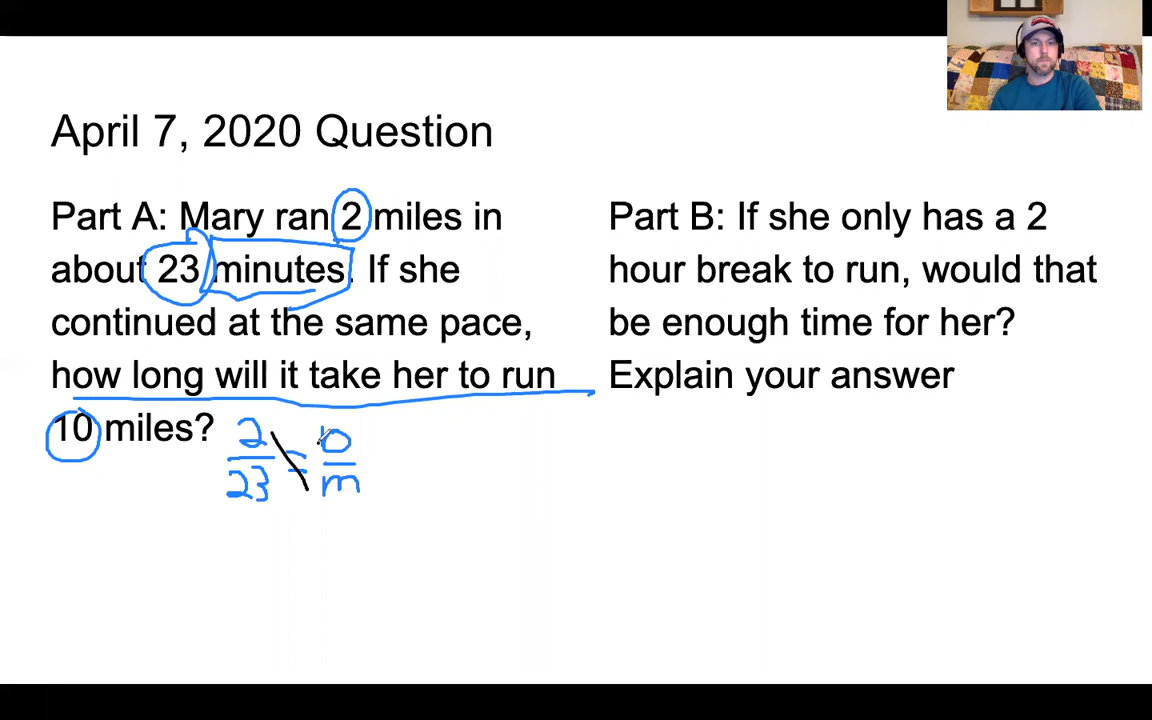 April 7, 2020 Question
Part A: Mary ran 2 miles in
about 23 minutes. If she
continued at the same pace,
how long will it take her to run
10 miles?
2/23 = 10/m
Part B: If she only has a 2
hour break to run, would that
be enough time for her?
Explain your answer